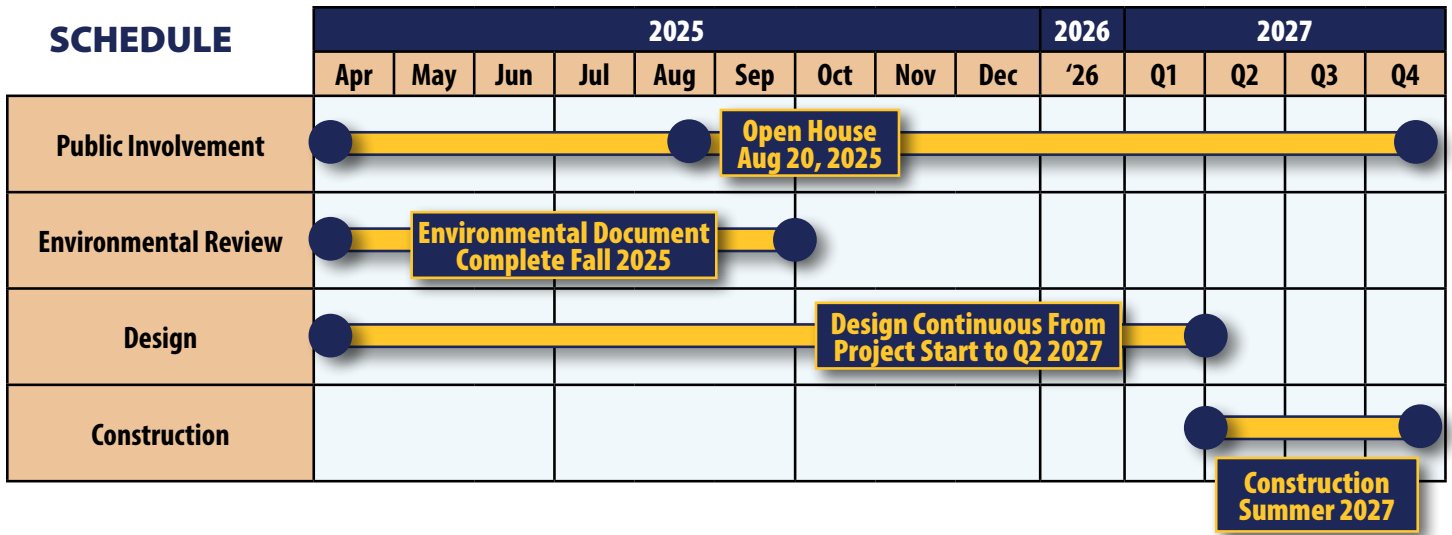 SCHEDULE
2025 2026 2027
Apr May Jun Jul Aug Sep Oct Nov Dec ‘26 Q1 Q2 Q3 Q4
Public Involvement
Open House
Aug 20, 2025
Environmental Review
Environmental Document
Complete Fall 2025
Design
Design Continuous From
Project Start to Q2 2027
Construction
Construction
Summer 2027